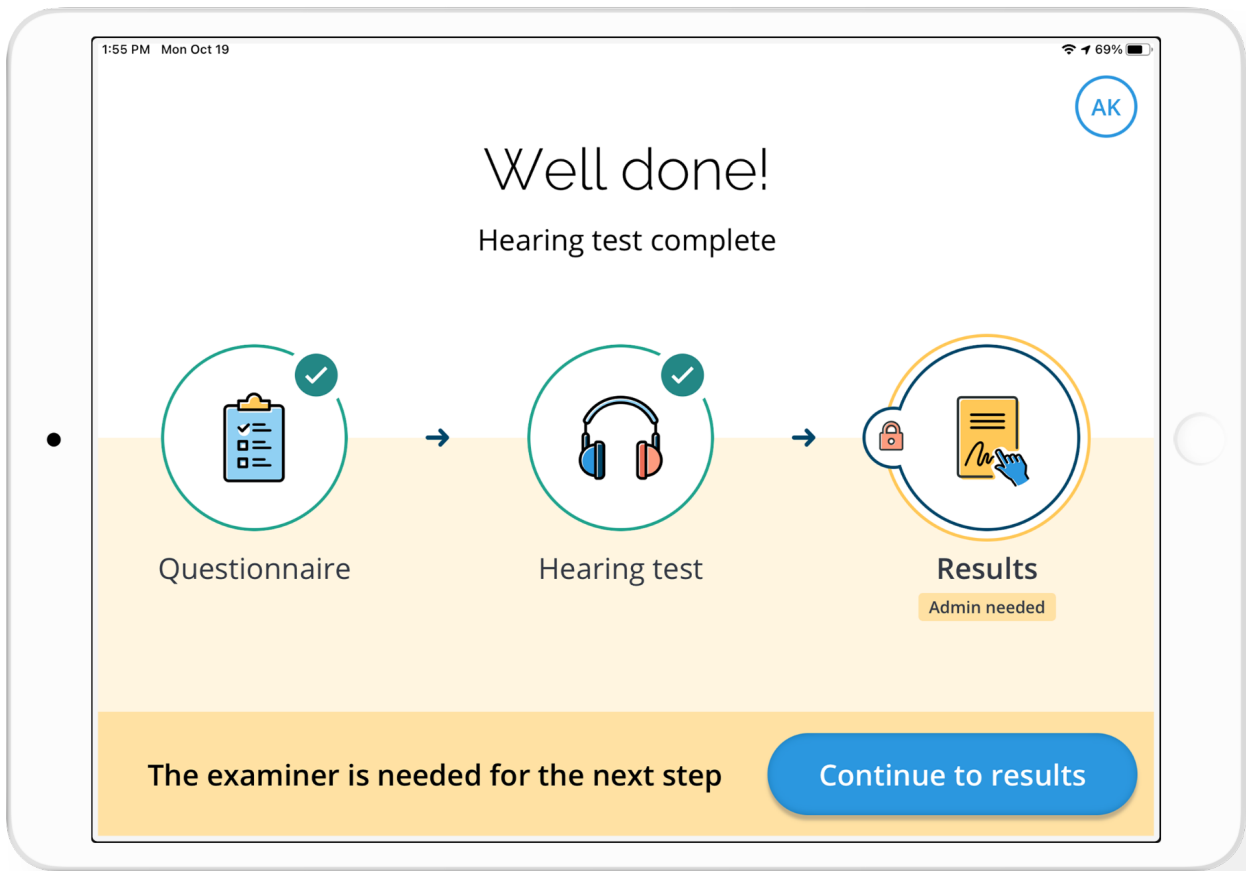 1:55 PM Mon Oct 19
69%
AK
Well done!
Hearing test complete
Questionnaire
Hearing test
Results
Admin needed
The examiner is needed for the next step
Continue to results